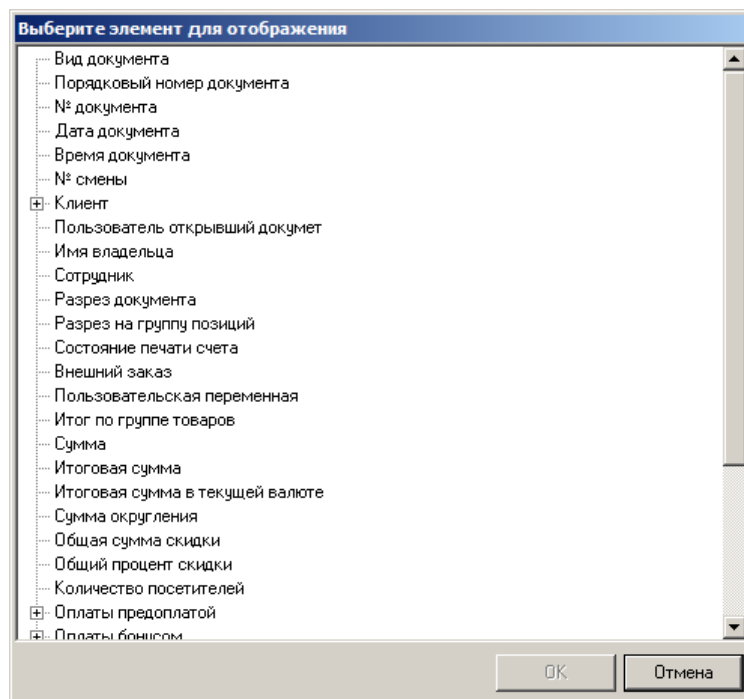 Выберите элемент для отображения
Вид документа
Порядковый номер документа
№ документа
Дата документа
Время документа
№ смены
Клиент
Пользователь открывший докумет
Имя владельца
Сотрудник
Разрез документа
Разрез на группу позиций
Состояние печати счета
Внешний заказ
Пользовательская переменная
Итог по группе товаров
Сумма
Итоговая сумма
Итоговая сумма в текущей валюте
Сумма округления
Общая сумма скидки
Общий процент скидки
Количество посетителей
Оплаты предоплатой
Оплаты бонусом
ОК
Отмена